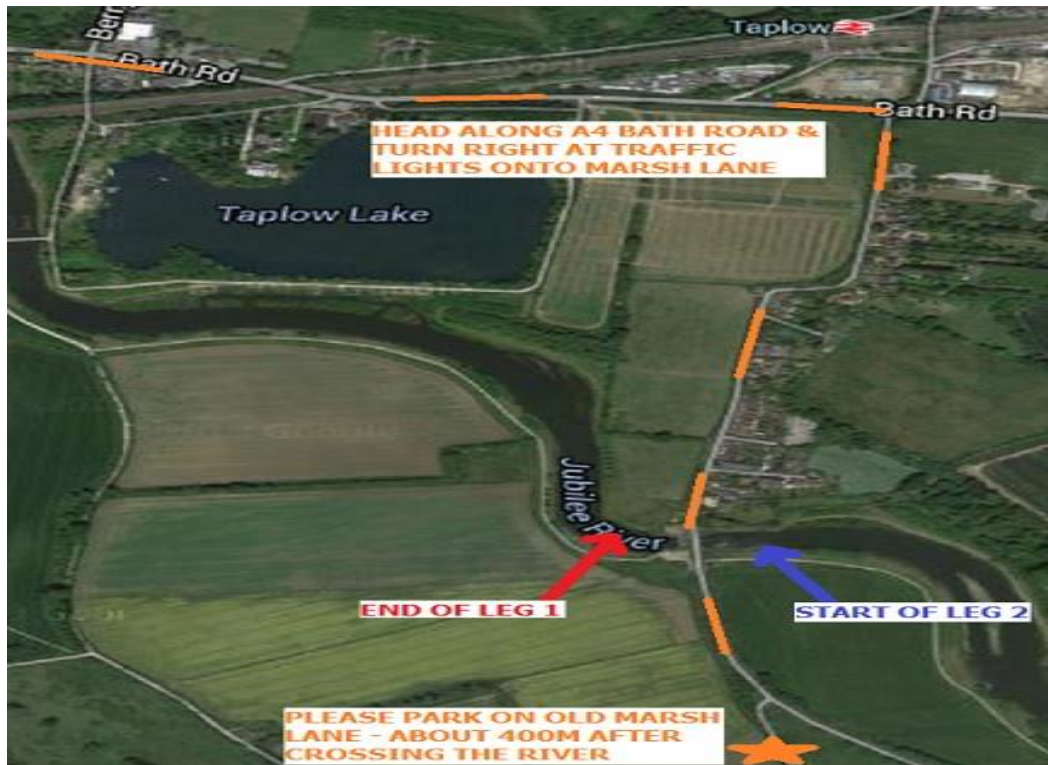 Taplow
Berr
Bath Rd
Bath Rd
HEAD ALONG A4 BATH ROAD &
TURN RIGHT AT TRAFFIC
LIGHTS ONTO MARSH LANE
Taplow Lake
Jubilee River
END OF LEG 1
START OF LEG 2
PLEASE PARK ON OLD MARSH
LANE - ABOUT 400M AFTER
CROSSING THE RIVER